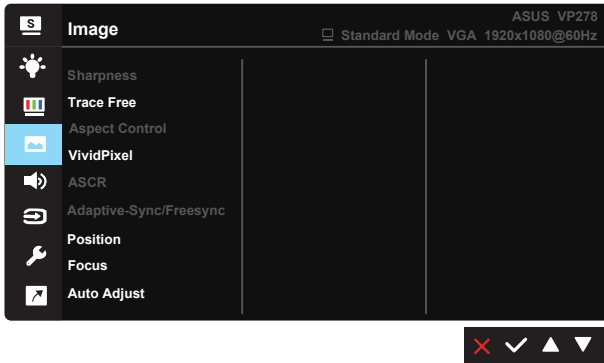 S
Image
ASUS VP278
Standard Mode VGA 1920x1080@60Hz
Sharpness
Trace Free
Aspect Control
VividPixel
ASCR
Adaptive-Sync/Freesync
Position
Focus
Auto Adjust